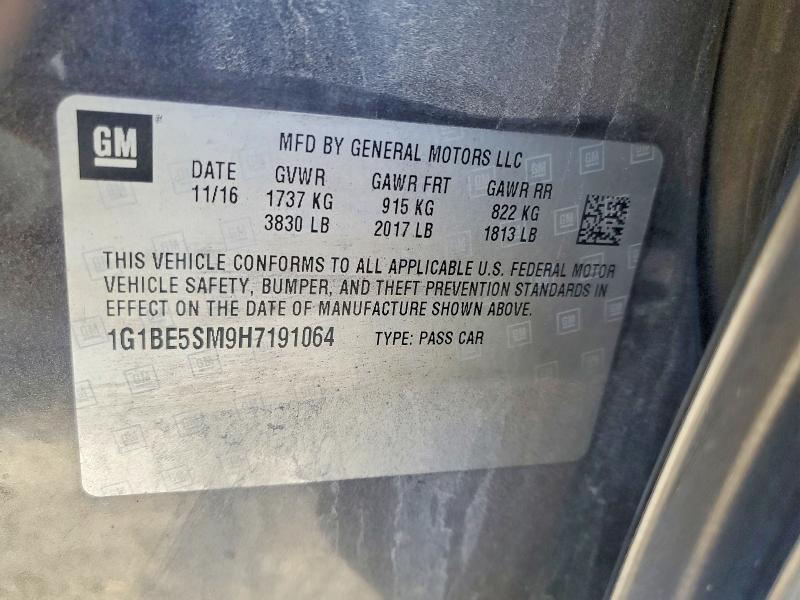 GM
MFD BY GENERAL MOTORS LLC
DATE GVWR GAWR FRT GAWR RR
11/16 1737 KG 915 KG 822 KG
3830 LB 2017 LB 1813 LB
THIS VEHICLE CONFORMS TO ALL APPLICABLE U.S. FEDERAL MOTOR
VEHICLE SAFETY, BUMPER, AND THEFT PREVENTION STANDARDS IN
EFFECT ON THE DATE OF MANUFACTURE SHOWN ABOVE.
1G1BE5SM9H7191064 TYPE: PASS CAR